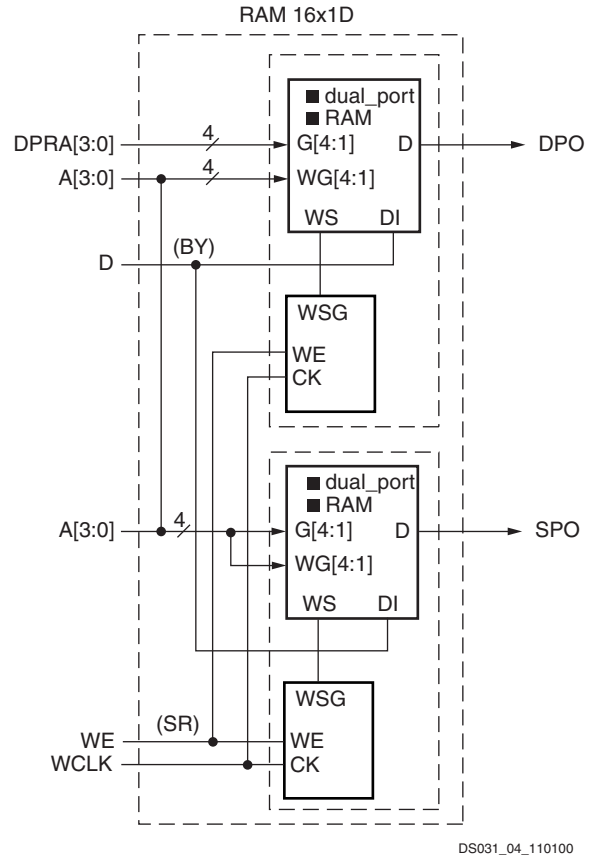 RAM 16x1D
dual_port
RAM
DPRA[3:0]
4
G[4:1]
D
DPO
A[3:0]
4
WG[4:1]
WS
DI
D
(BY)
WSG
WE
CK
dual_port
RAM
A[3:0]
4
G[4:1]
D
SPO
WG[4:1]
WS
DI
WSG
WE
(SR)
WE
WCLK
CK
DS031_04_110100